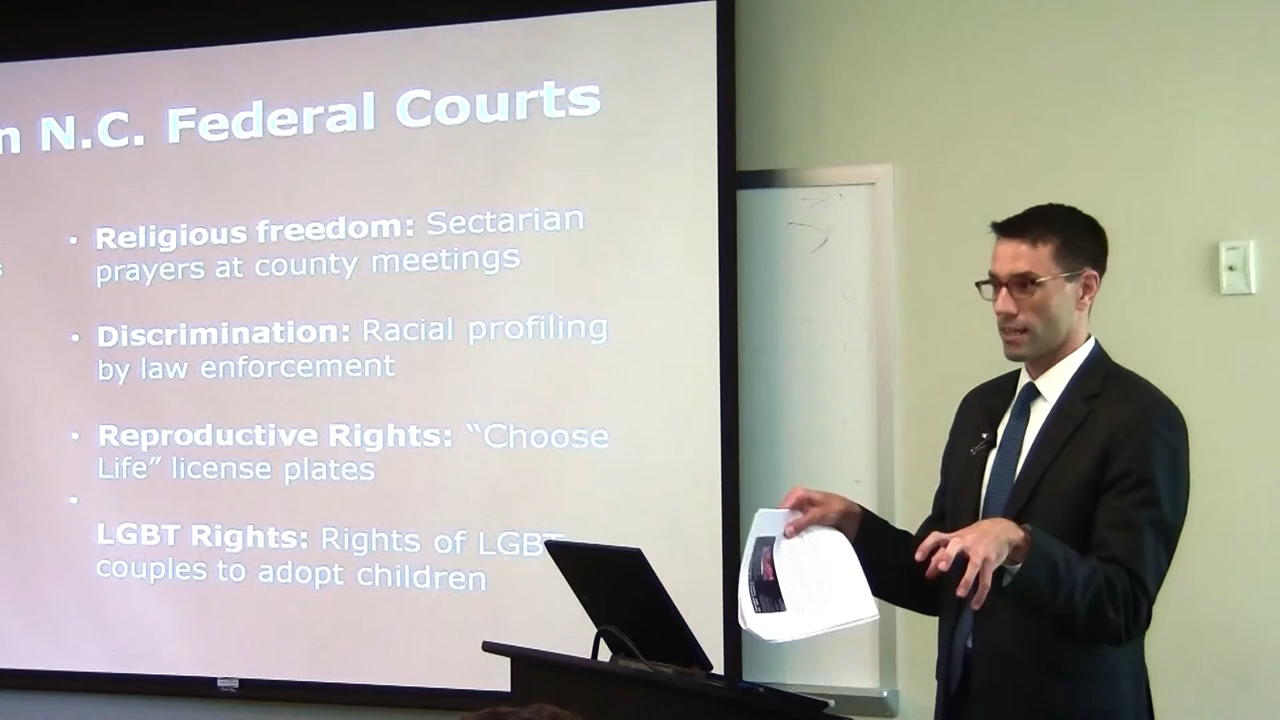 n N.C. Federal Courts
• Religious freedom: Sectarian
prayers at county meetings
s
• Discrimination: Racial profiling
by law enforcement
• Reproductive Rights: “Choose
Life” license plates
•
LGBT Rights: Rights of LGBT
couples to adopt children